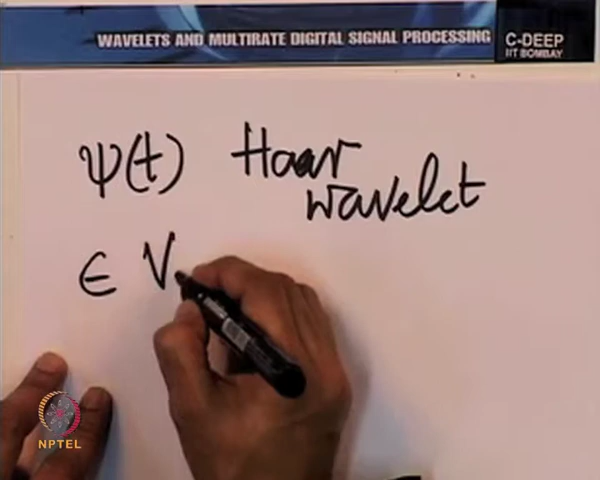 WAVELETS AND MULTIRATE DIGITAL SIGNAL PROCESSING
C-DEEP
IIT BOMBAY
ψ(t) Haar
wavelet
∈ V
NPTEL